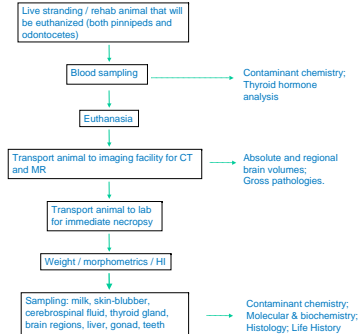 Live stranding / rehab animal that will
be euthanized (both pinnipeds and
odontocetes)
Blood sampling
Contaminant chemistry;
Thyroid hormone
analysis
Euthanasia
Transport animal to imaging facility for CT
and MR
Absolute and regional
brain volumes;
Gross pathologies.
Transport animal to lab
for immediate necropsy
Weight / morphometrics / HI
Sampling: milk, skin-blubber,
cerebrospinal fluid, thyroid gland,
brain regions, liver, gonad, teeth
Contaminant chemistry;
Molecular & biochemistry;
Histology; Life History